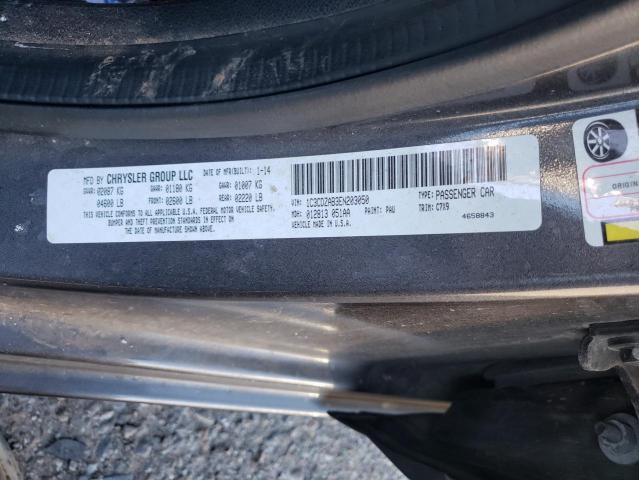 MFD BY CHRYSLER GROUP LLC DATE OF MFR(BUILT): 1-14
GVWR: 02087 KG GAWR: 01180 KG GAWR: 01007 KG
04600 LB FRONT: 02600 LB REAR: 02220 LB
THIS VEHICLE CONFORMS TO ALL APPLICABLE U.S.A. FEDERAL MOTOR VEHICLE SAFETY,
BUMPER AND THEFT PREVENTION STANDARDS IN EFFECT ON
THE DATE OF MANUFACTURE SHOWN ABOVE.
VIN: 1C3CDZAB3EN203050 TYPE: PASSENGER CAR
MDH: 012813 051AA PAINT: PAU TRIM: C7X9
VEHICLE MADE IN U.S.A. 4658843
ORIGI